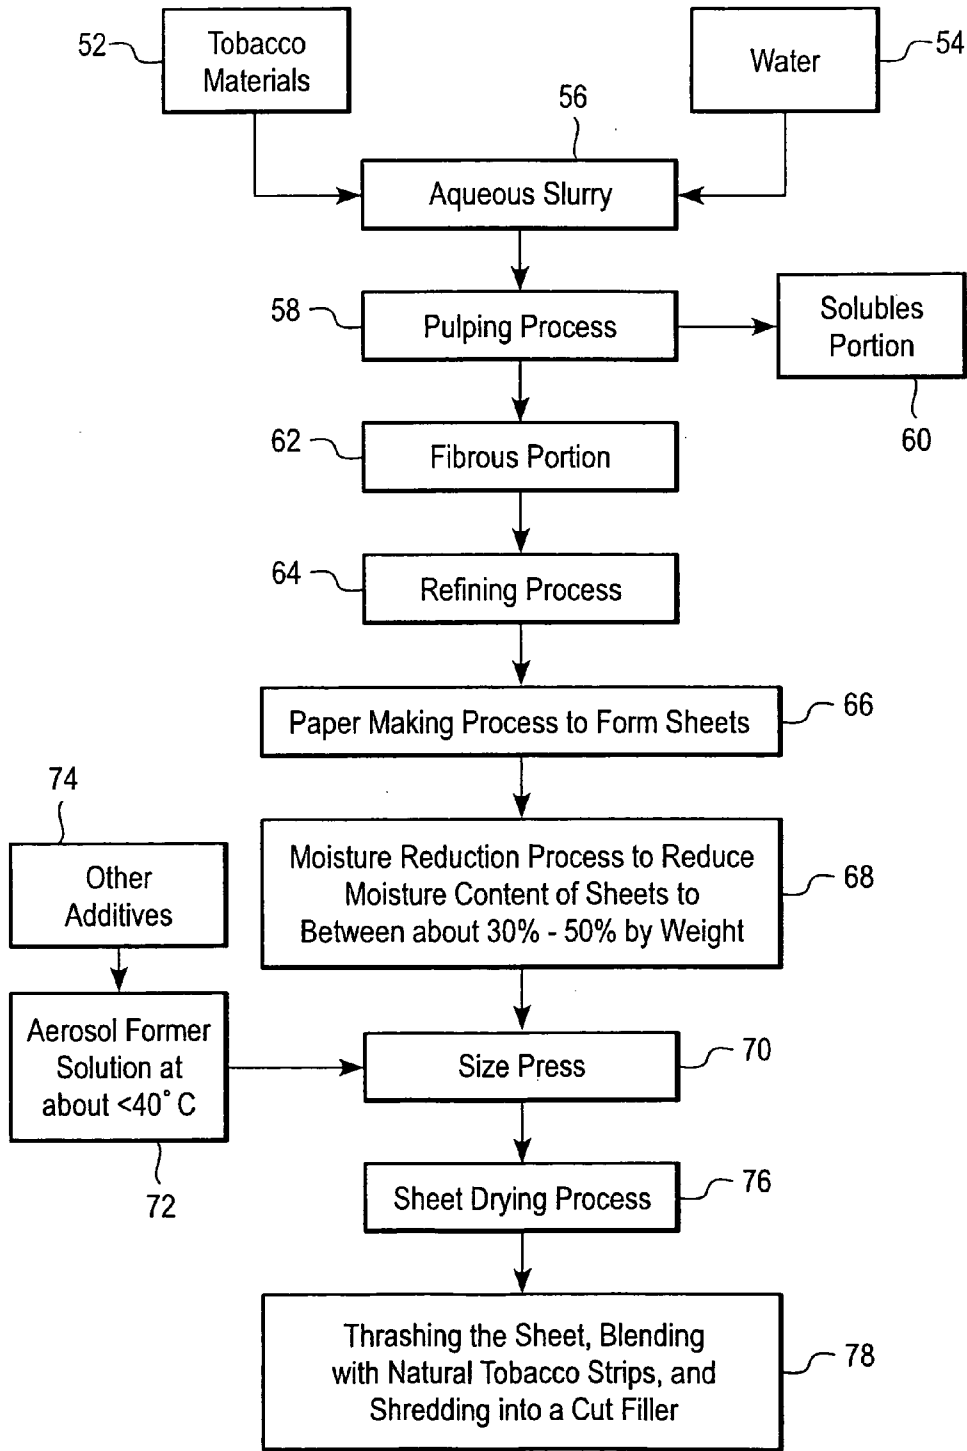 52
Tobacco
Materials
Water
54
56
Aqueous Slurry
58
Pulping Process
Solubles
Portion
60
62
Fibrous Portion
64
Refining Process
Paper Making Process to Form Sheets
66
74
Other
Additives
Moisture Reduction Process to Reduce
Moisture Content of Sheets to
Between about 30% - 50% by Weight
68
Aerosol Former
Solution at
about <40° C
72
Size Press
70
Sheet Drying Process
76
Thrashing the Sheet, Blending
with Natural Tobacco Strips, and
Shredding into a Cut Filler
78